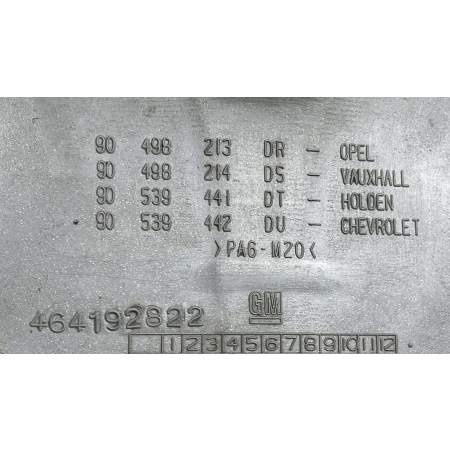 90 498 213 DR - OPEL
90 498 214 DS - VAUXHALL
90 539 441 DT - HOLDEN
90 539 442 DU - CHEVROLET
>PA6-M20<
GM
464192822
1 2 3 4 5 6 7 8 9 10 11 12